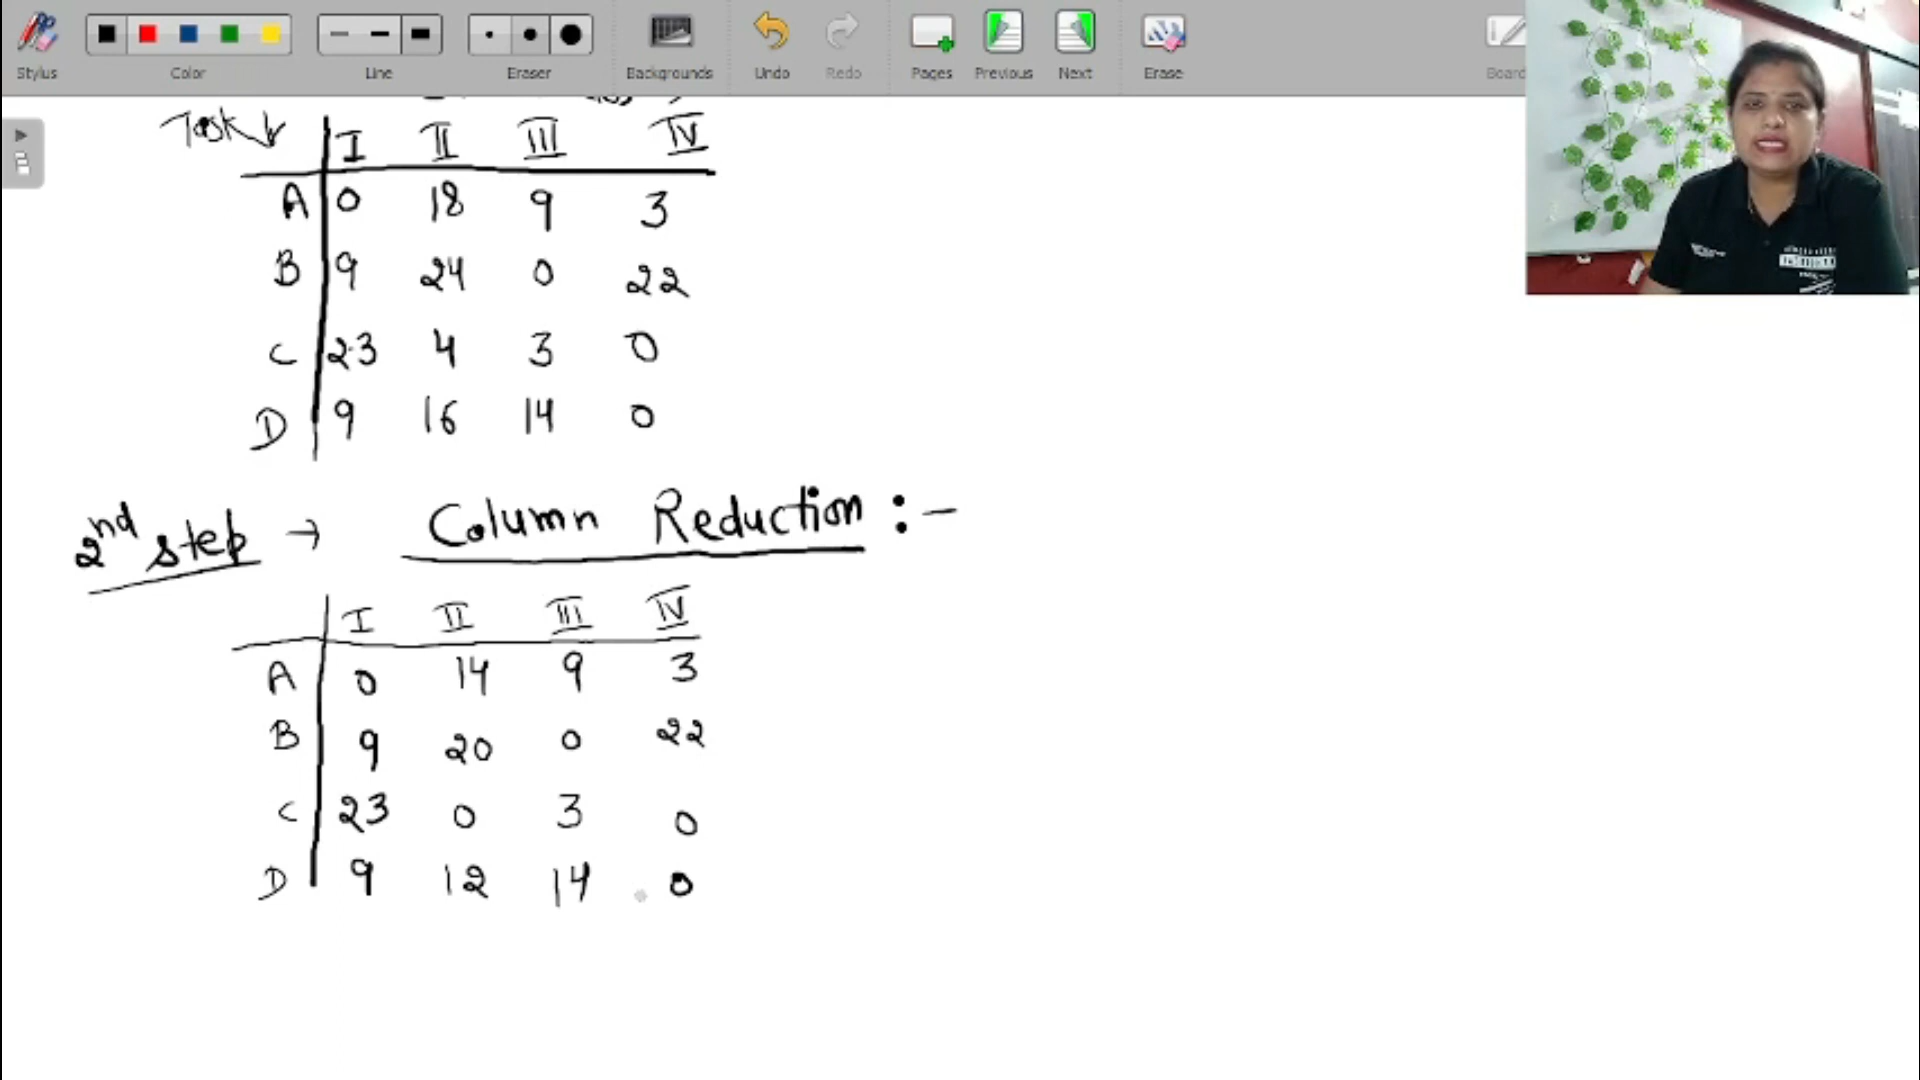 Stylus Color Line Eraser Backgrounds Undo Redo Pages Previous Next Erase Board
Task
I II III IV
A 0 18 9 3
B 9 24 0 22
C 23 4 3 0
D 9 16 14 0
2nd step → Column Reduction :-
I II III IV
A 0 14 9 3
B 9 20 0 22
C 23 0 3 0
D 9 12 14 0